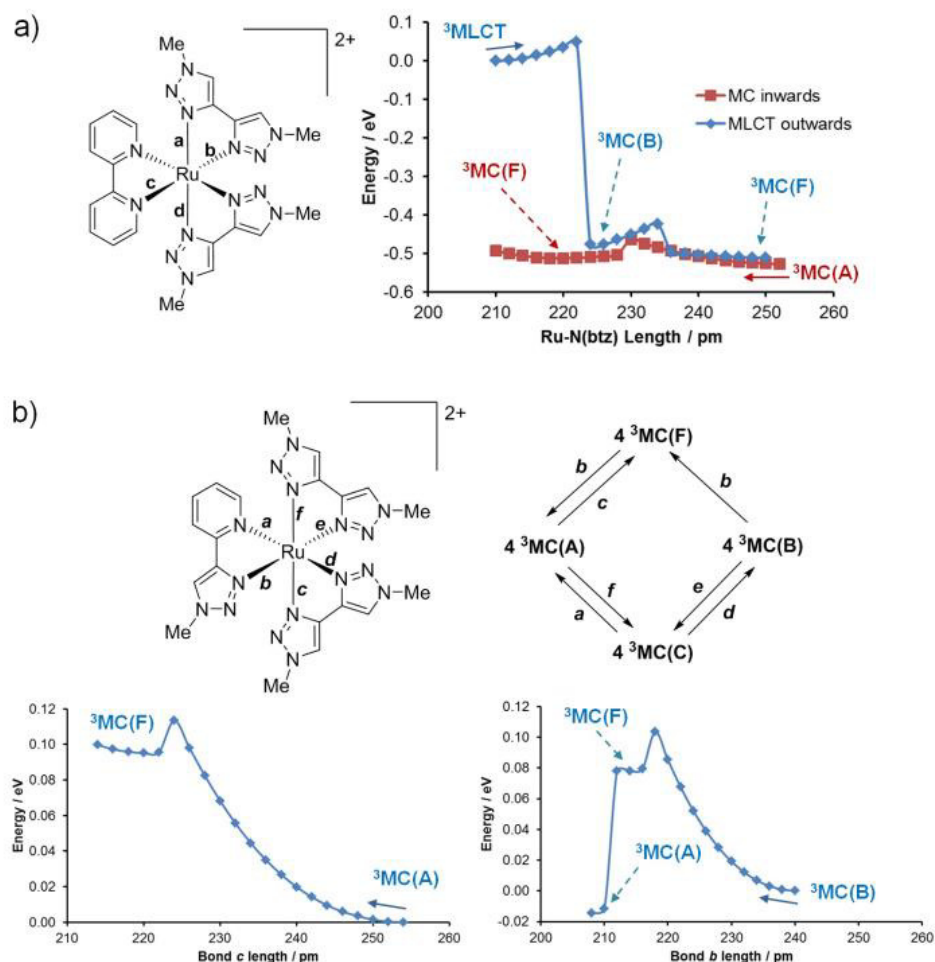 a)
2+
Me
N
N
N
N
Me
a
b
N
N
N
Ru
c
d
N
N
N
N
N
Me
N
N
N
Me
³MLCT
MC inwards
MLCT outwards
³MC(B)
³MC(F)
³MC(F)
³MC(A)
Energy / eV
0.1
0.0
-0.1
-0.2
-0.3
-0.4
-0.5
-0.6
200 210 220 230 240 250 260
Ru-N(btz) Length / pm
b)
2+
Me
N
N
N
N
Me
a
f
e
N
N
N
Ru
b
c
d
N
N
N
N
N
N
Me
Me
N
N
N
Me
4 ³MC(F)
b
c
b
4 ³MC(A)
4 ³MC(B)
f
a
e
d
4 ³MC(C)
³MC(F)
³MC(A)
Energy / eV
0.12
0.10
0.08
0.06
0.04
0.02
0.00
210 220 230 240 250 260
Bond c length / pm
³MC(F)
³MC(A)
³MC(B)
Energy / eV
0.12
0.10
0.08
0.06
0.04
0.02
0.00
-0.02
200 210 220 230 240 250 260
Bond b length / pm